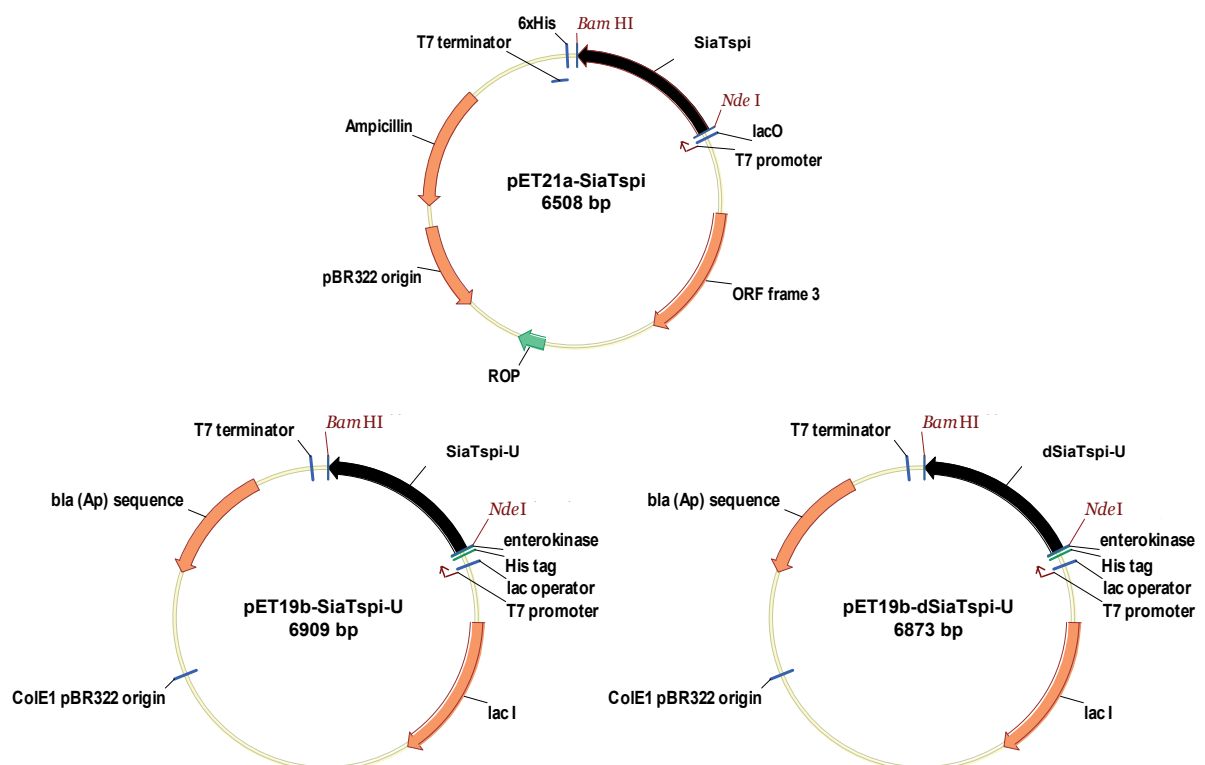 6xHis
Bam HI
T7 terminator
SiaTspi
Nde I
Ampicillin
lacO
T7 promoter
pET21a-SiaTspi
6508 bp
pBR322 origin
ORF frame 3
ROP
T7 terminator
BamHI
SiaTspi-U
bla (Ap) sequence
NdeI
enterokinase
His tag
lac operator
T7 promoter
pET19b-SiaTspi-U
6909 bp
ColE1 pBR322 origin
lac I
T7 terminator
BamHI
dSiaTspi-U
bla (Ap) sequence
NdeI
enterokinase
His tag
lac operator
T7 promoter
pET19b-dSiaTspi-U
6873 bp
ColE1 pBR322 origin
lac I